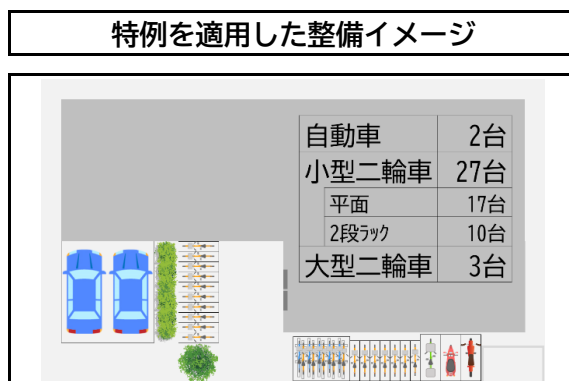 特例を適用した整備イメージ
自動車 2台
小型二輪車 27台
平面 17台
2段ラック 10台
大型二輪車 3台